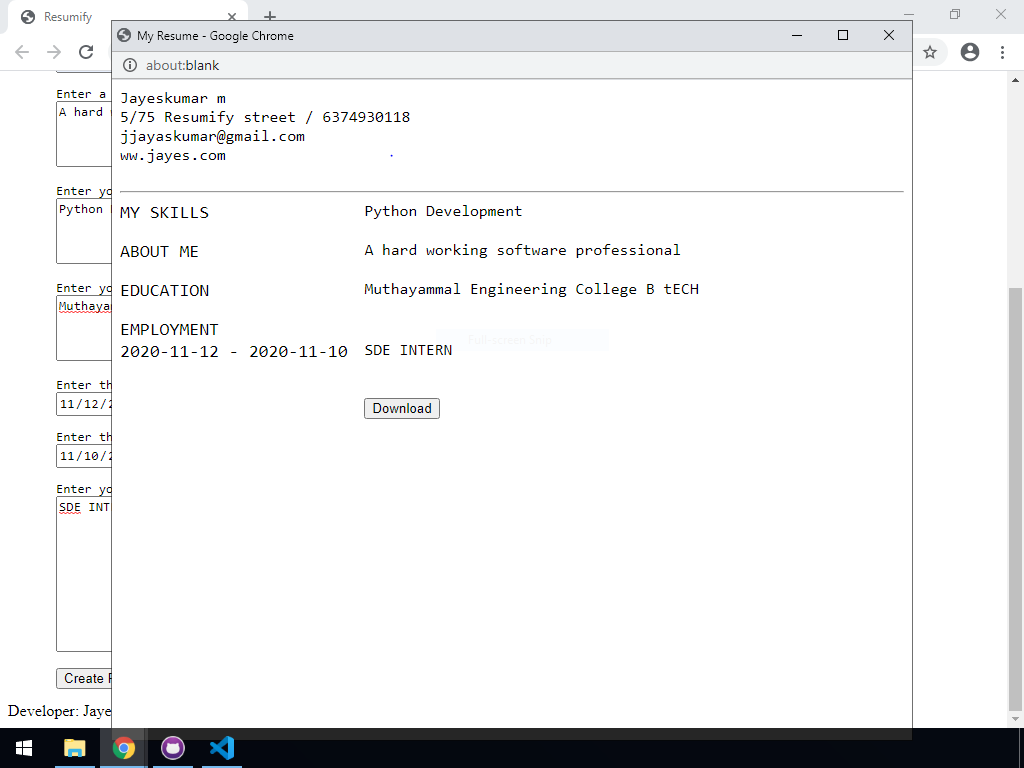 Resumify
My Resume - Google Chrome
about:blank
Jayeskumar m
5/75 Resumify street / 6374930118
jjayaskumar@gmail.com
ww.jayes.com
MY SKILLS Python Development
ABOUT ME A hard working software professional
EDUCATION Muthayammal Engineering College B tECH
EMPLOYMENT
2020-11-12 - 2020-11-10 SDE INTERN
Download
Full-screen Snip
Enter a
A hard
Enter yo
Python
Enter yo
Muthaya
Enter th
11/12/2
Enter th
11/10/2
Enter yo
SDE INT
Create
Developer: Jaye